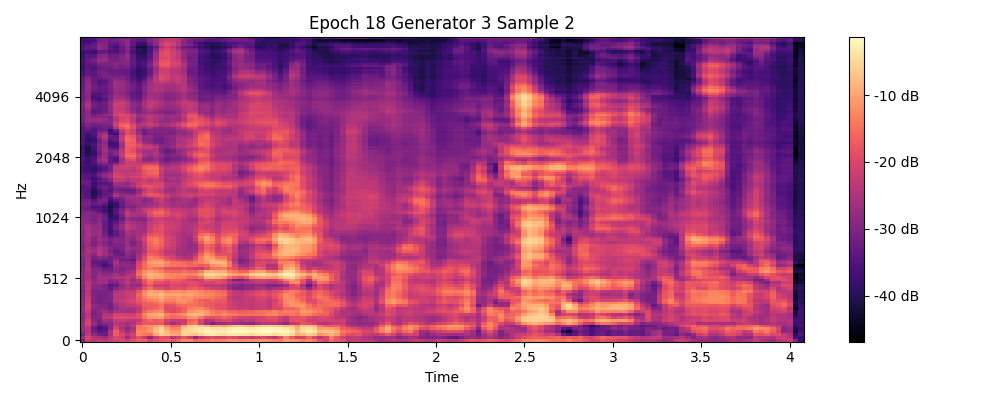 Epoch 18 Generator 3 Sample 2
Hz
4096
2048
1024
512
0
0 0.5 1 1.5 2 2.5 3 3.5 4
Time
-10 dB
-20 dB
-30 dB
-40 dB